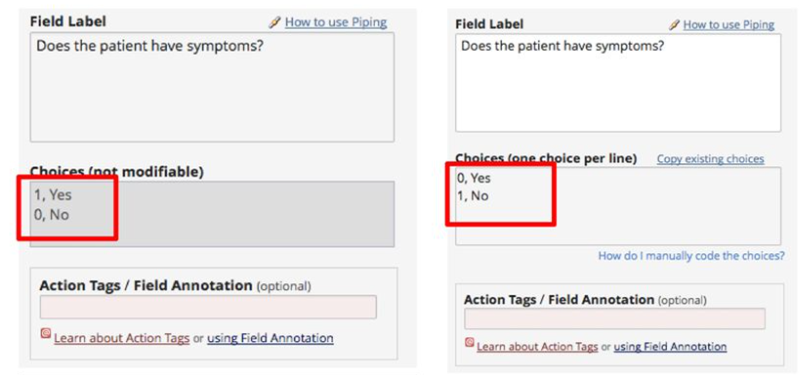 Field Label
How to use Piping
Does the patient have symptoms?
Choices (not modifiable)
1, Yes
0, No
Action Tags / Field Annotation (optional)
Learn about Action Tags or using Field Annotation
Field Label
How to use Piping
Does the patient have symptoms?
Choices (one choice per line)
Copy existing choices
0, Yes
1, No
How do I manually code the choices?
Action Tags / Field Annotation (optional)
Learn about Action Tags or using Field Annotation